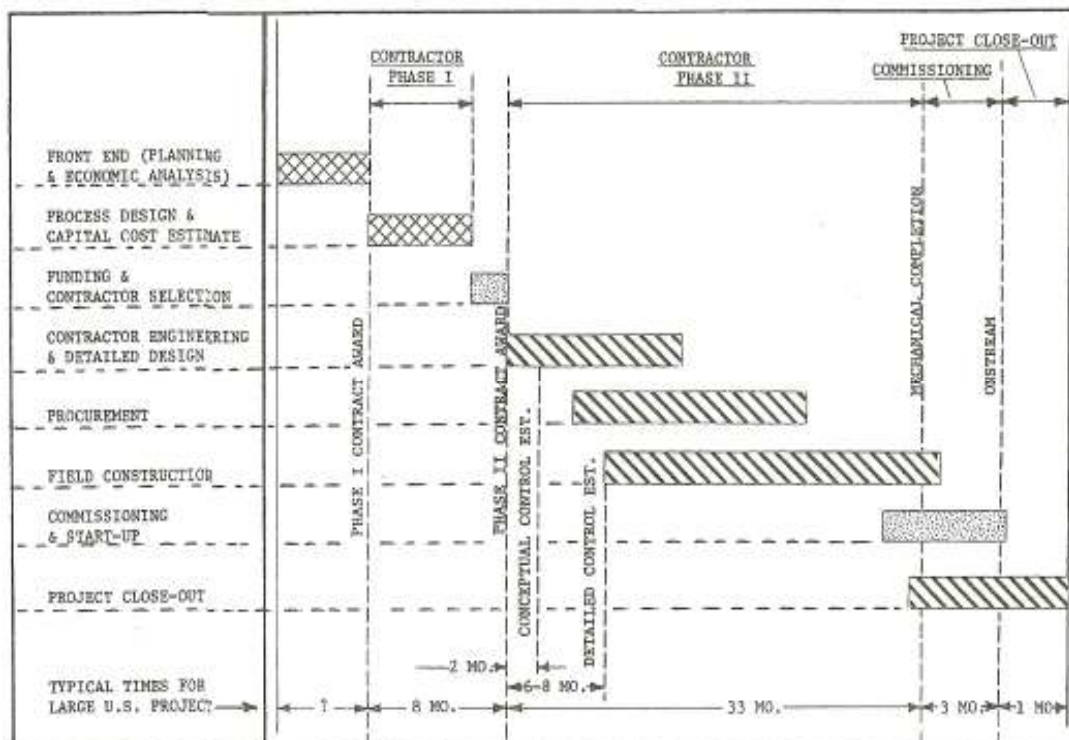 PROJECT CLOSE-OUT
CONTRACTOR
PHASE I
CONTRACTOR
PHASE II
COMMISSIONING
FRONT END (PLANNING
& ECONOMIC ANALYSIS)
PROCESS DESIGN &
CAPITAL COST ESTIMATE
FUNDING &
CONTRACTOR SELECTION
CONTRACTOR ENGINEERING
& DETAILED DESIGN
PROCUREMENT
FIELD CONSTRUCTION
COMMISSIONING
& START-UP
PROJECT CLOSE-OUT
PHASE I CONTRACT AWARD
PHASE II CONTRACT AWARD
CONCEPTUAL CONTROL EST.
DETAILED CONTROL EST.
MECHANICAL COMPLETION
ONSTREAM
2 MO.
6-8 MO.
TYPICAL TIMES FOR
LARGE U.S. PROJECT
? 8 MO. 33 MO. 3 MO. 1 MO